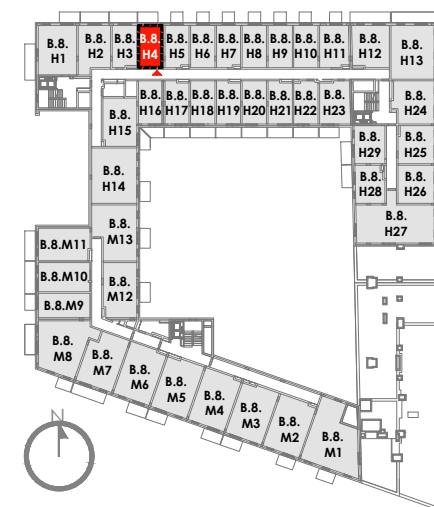 B.8.
H1
B.8.
H2
B.8.
H3
B.8.
H4
B.8.
H5
B.8.
H6
B.8.
H7
B.8.
H8
B.8.
H9
B.8.
H10
B.8.
H11
B.8.
H12
B.8.
H13
B.8.
H16
B.8.
H17
B.8.
H18
B.8.
H19
B.8.
H20
B.8.
H21
B.8.
H22
B.8.
H23
B.8.
H24
B.8.
H15
B.8.
H29
B.8.
H25
B.8.
H14
B.8.
H28
B.8.
H26
B.8.
H27
B.8.
M13
B.8.M11
B.8.M10
B.8.
M12
B.8.M9
B.8.
M8
B.8.
M7
B.8.
M6
B.8.
M5
B.8.
M4
B.8.
M3
B.8.
M2
B.8.
M1
N